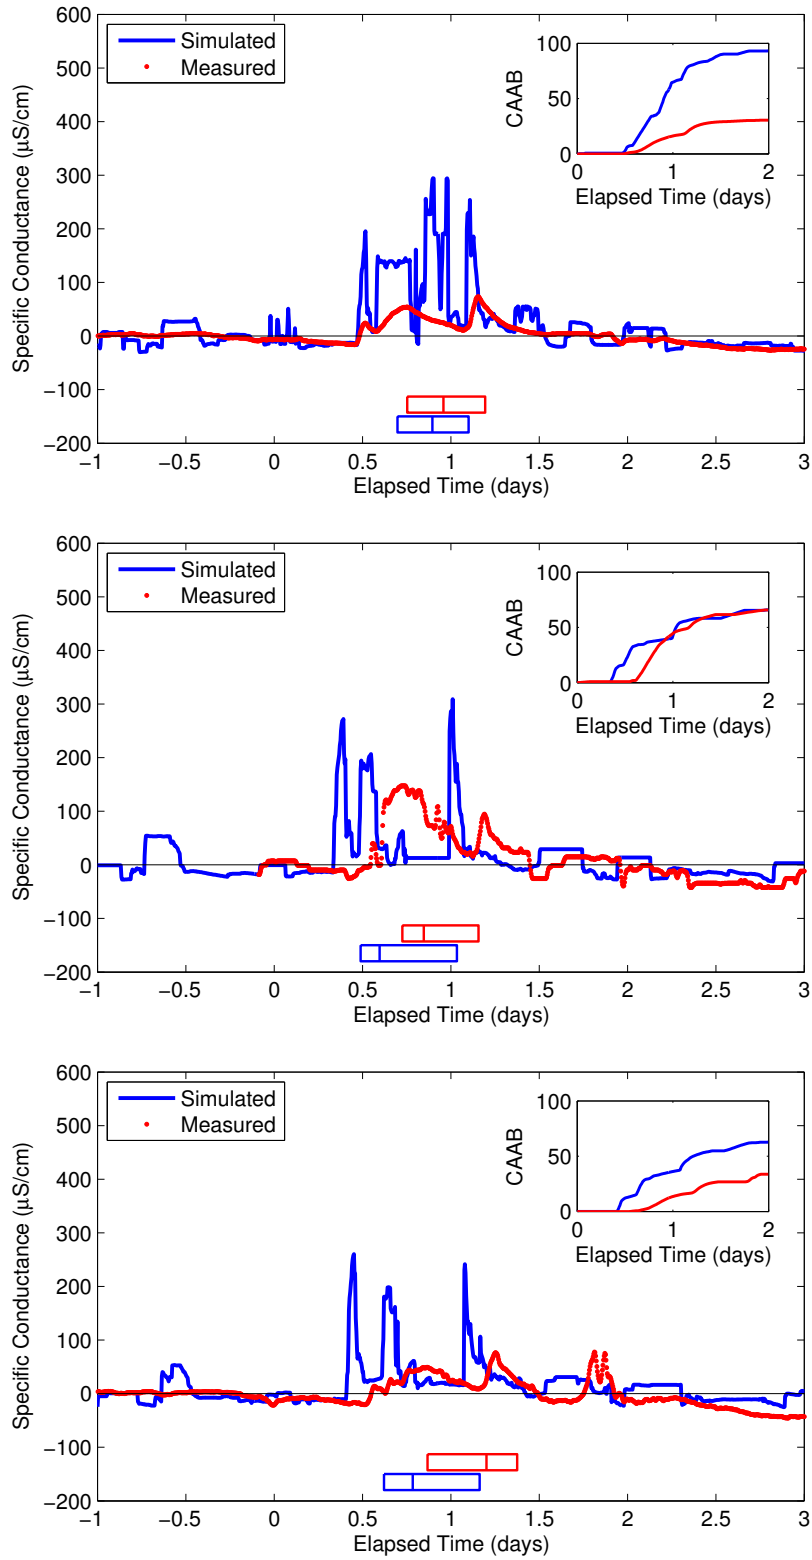 600
500
400
300
200
100
0
−100
−200
Specific Conductance (μS/cm)
Simulated
Measured
100
50
0
CAAB
0 1 2
Elapsed Time (days)
−1 −0.5 0 0.5 1 1.5 2 2.5 3
Elapsed Time (days)
600
500
400
300
200
100
0
−100
−200
Specific Conductance (μS/cm)
Simulated
Measured
100
50
0
CAAB
0 1 2
Elapsed Time (days)
−1 −0.5 0 0.5 1 1.5 2 2.5 3
Elapsed Time (days)
600
500
400
300
200
100
0
−100
−200
Specific Conductance (μS/cm)
Simulated
Measured
100
50
0
CAAB
0 1 2
Elapsed Time (days)
−1 −0.5 0 0.5 1 1.5 2 2.5 3
Elapsed Time (days)